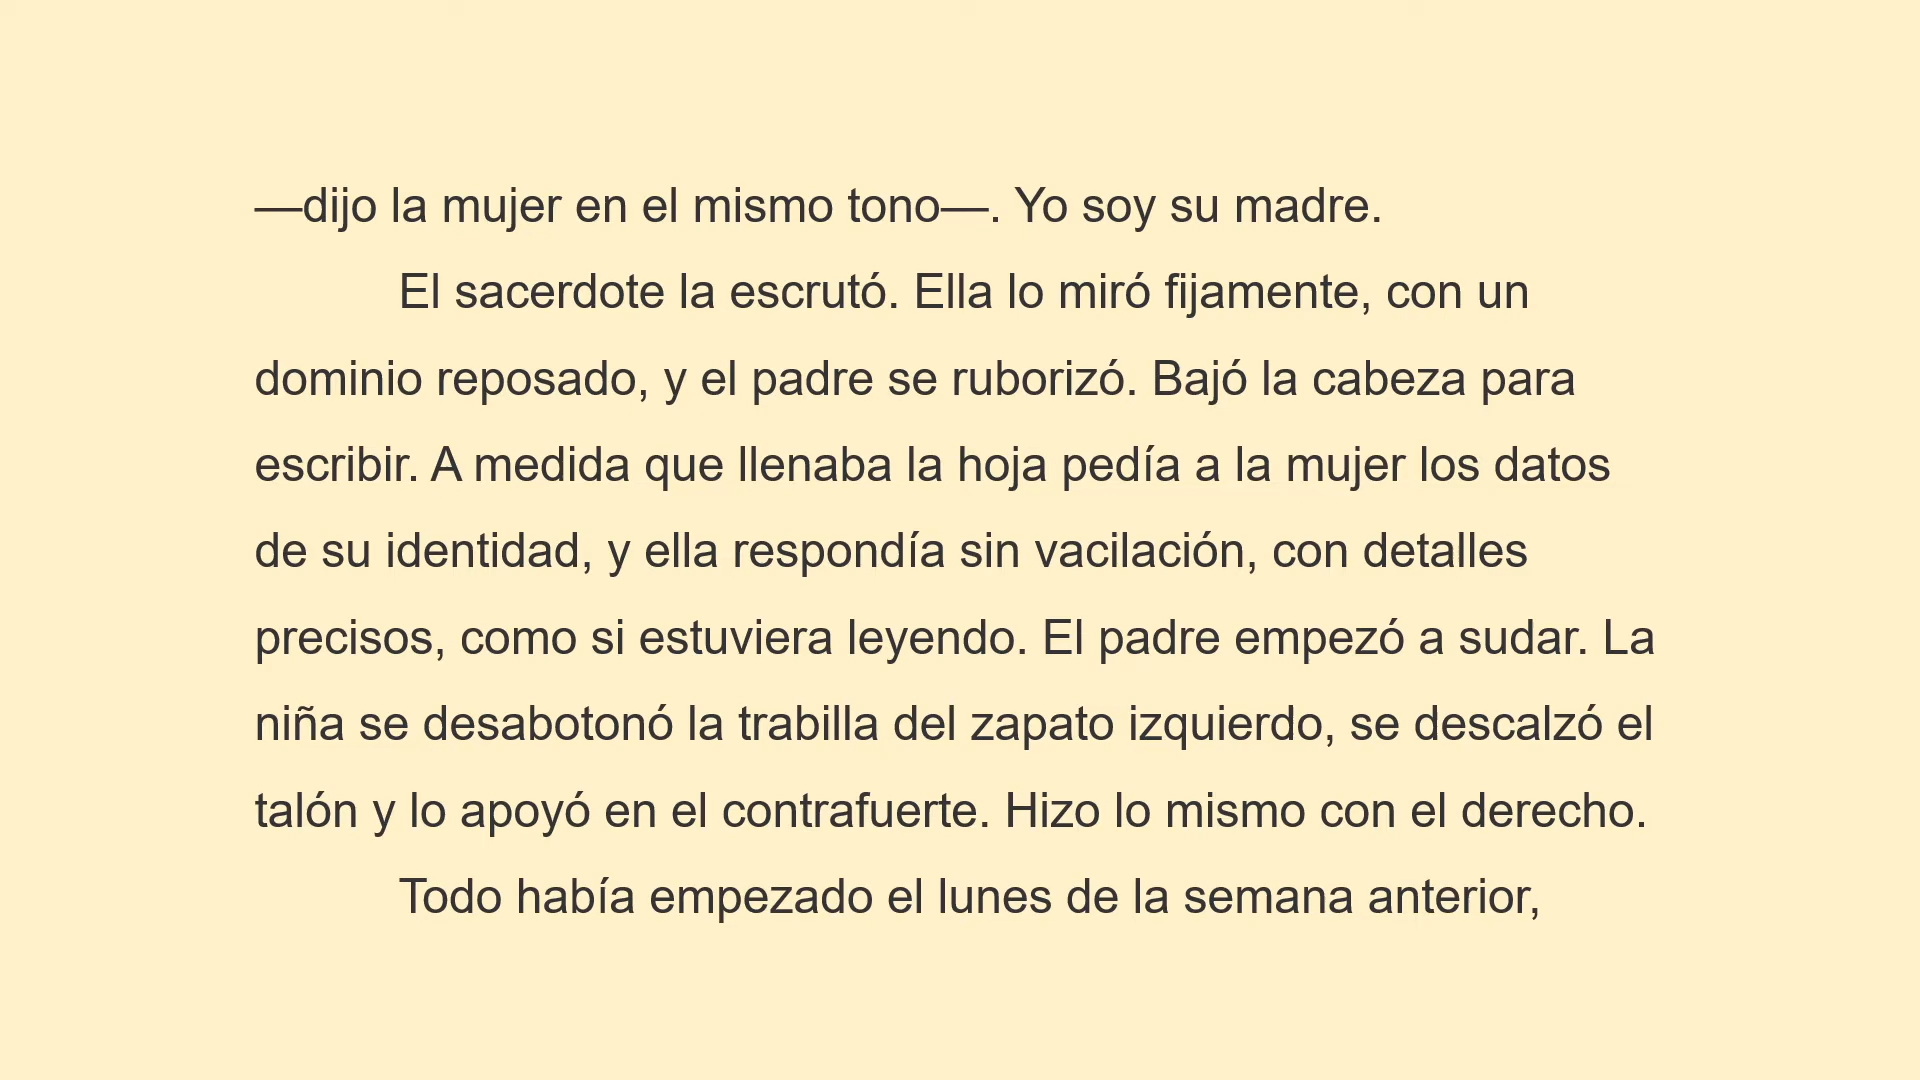 —dijo la mujer en el mismo tono—. Yo soy su madre.
El sacerdote la escrutó. Ella lo miró fijamente, con un
dominio reposado, y el padre se ruborizó. Bajó la cabeza para
escribir. A medida que llenaba la hoja pedía a la mujer los datos
de su identidad, y ella respondía sin vacilación, con detalles
precisos, como si estuviera leyendo. El padre empezó a sudar. La
niña se desabotonó la trabilla del zapato izquierdo, se descalzó el
talón y lo apoyó en el contrafuerte. Hizo lo mismo con el derecho.
Todo había empezado el lunes de la semana anterior,